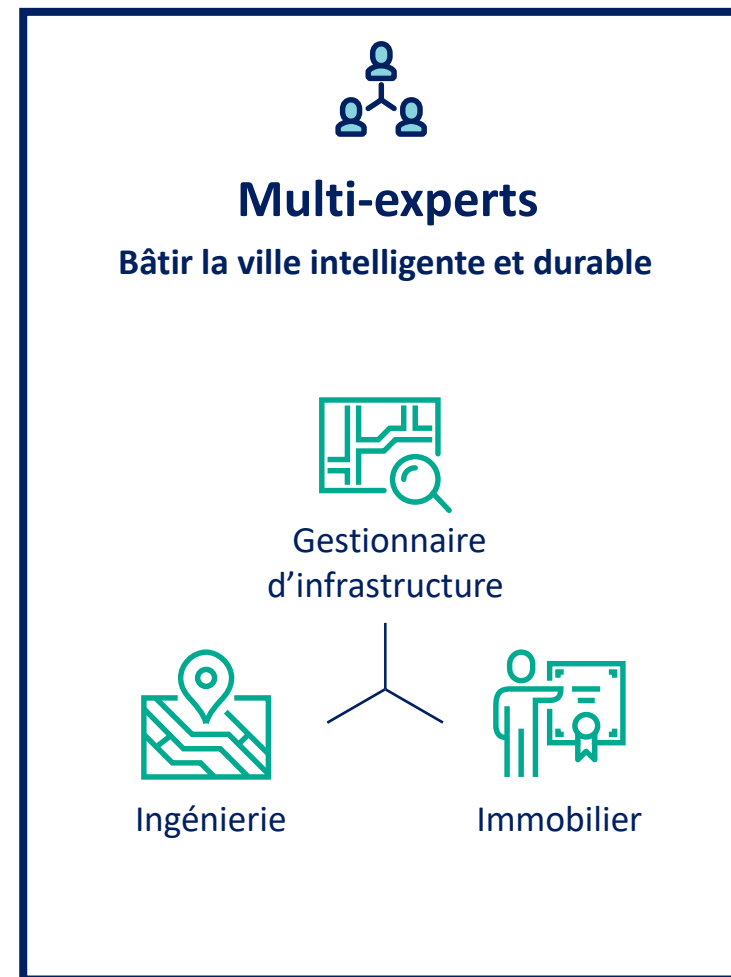 Multi-experts
Bâtir la ville intelligente et durable
Gestionnaire
d’infrastructure
Ingénierie
Immobilier